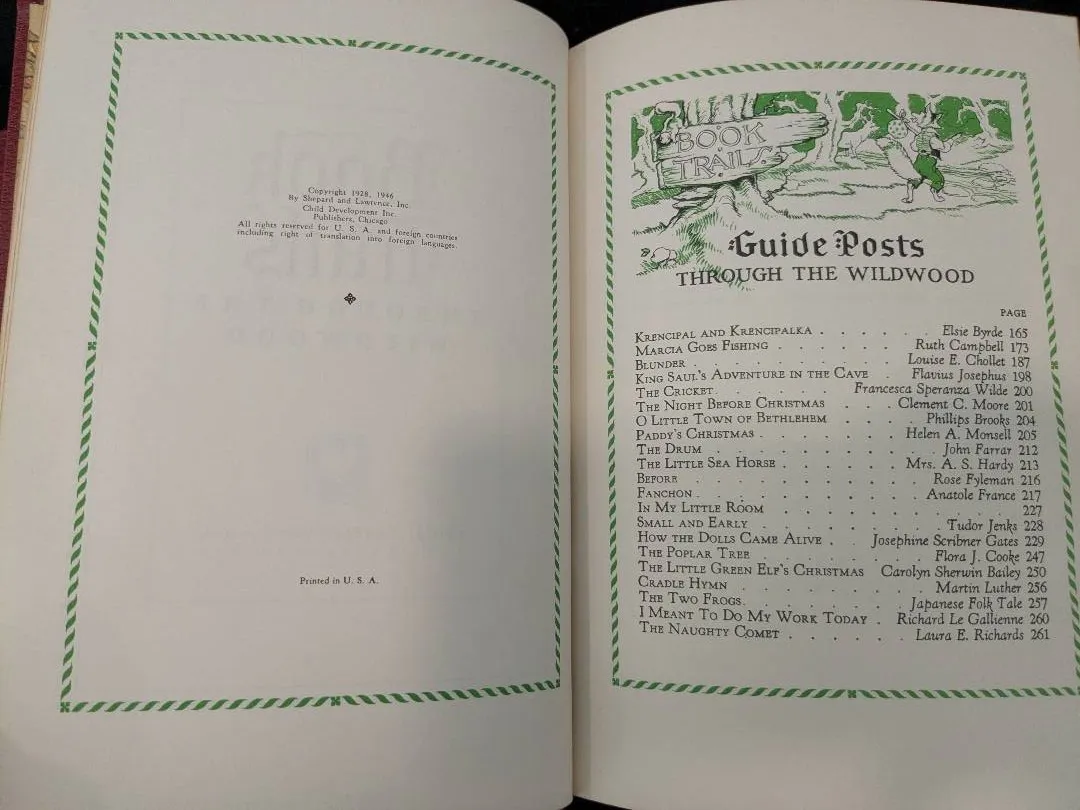 Copyright 1928, 1946
By Shepard and Lawrence, Inc.
Child Development Inc.
Publishers, Chicago
All rights reserved for U. S. A. and foreign countries
including right of translation into foreign languages.
Printed in U. S. A.
BOOK
TRAILS
Guide Posts
THROUGH THE WILDWOOD
PAGE
KRENCIPAL AND KRENCIPALKA . . . . . . Elsie Byrde 165
MARCIA GOES FISHING . . . . . . Ruth Campbell 173
BLUNDER . . . . . . . . . Louise E. Chollet 187
KING SAUL'S ADVENTURE IN THE CAVE . Flavius Josephus 198
THE CRICKET . . . . . . Francesca Speranza Wilde 200
THE NIGHT BEFORE CHRISTMAS . . . Clement C. Moore 201
O LITTLE TOWN OF BETHLEHEM . . . . Phillips Brooks 204
PADDY'S CHRISTMAS . . . . . . . Helen A. Monsell 205
THE DRUM . . . . . . . . . . John Farrar 212
THE LITTLE SEA HORSE . . . . . . Mrs. A. S. Hardy 213
BEFORE . . . . . . . . . . Rose Fyleman 216
FANCHON . . . . . . . . . . Anatole France 217
IN MY LITTLE ROOM . . . . . . . . . . . 227
SMALL AND EARLY . . . . . . . . Tudor Jenks 228
HOW THE DOLLS CAME ALIVE . . Josephine Scribner Gates 229
THE POPLAR TREE . . . . . . . Flora J. Cooke 247
THE LITTLE GREEN ELF'S CHRISTMAS Carolyn Sherwin Bailey 250
CRADLE HYMN . . . . . . . . Martin Luther 256
THE TWO FROGS . . . . . . . Japanese Folk Tale 257
I MEANT TO DO MY WORK TODAY . Richard Le Gallienne 260
THE NAUGHTY COMET . . . . . . Laura E. Richards 261